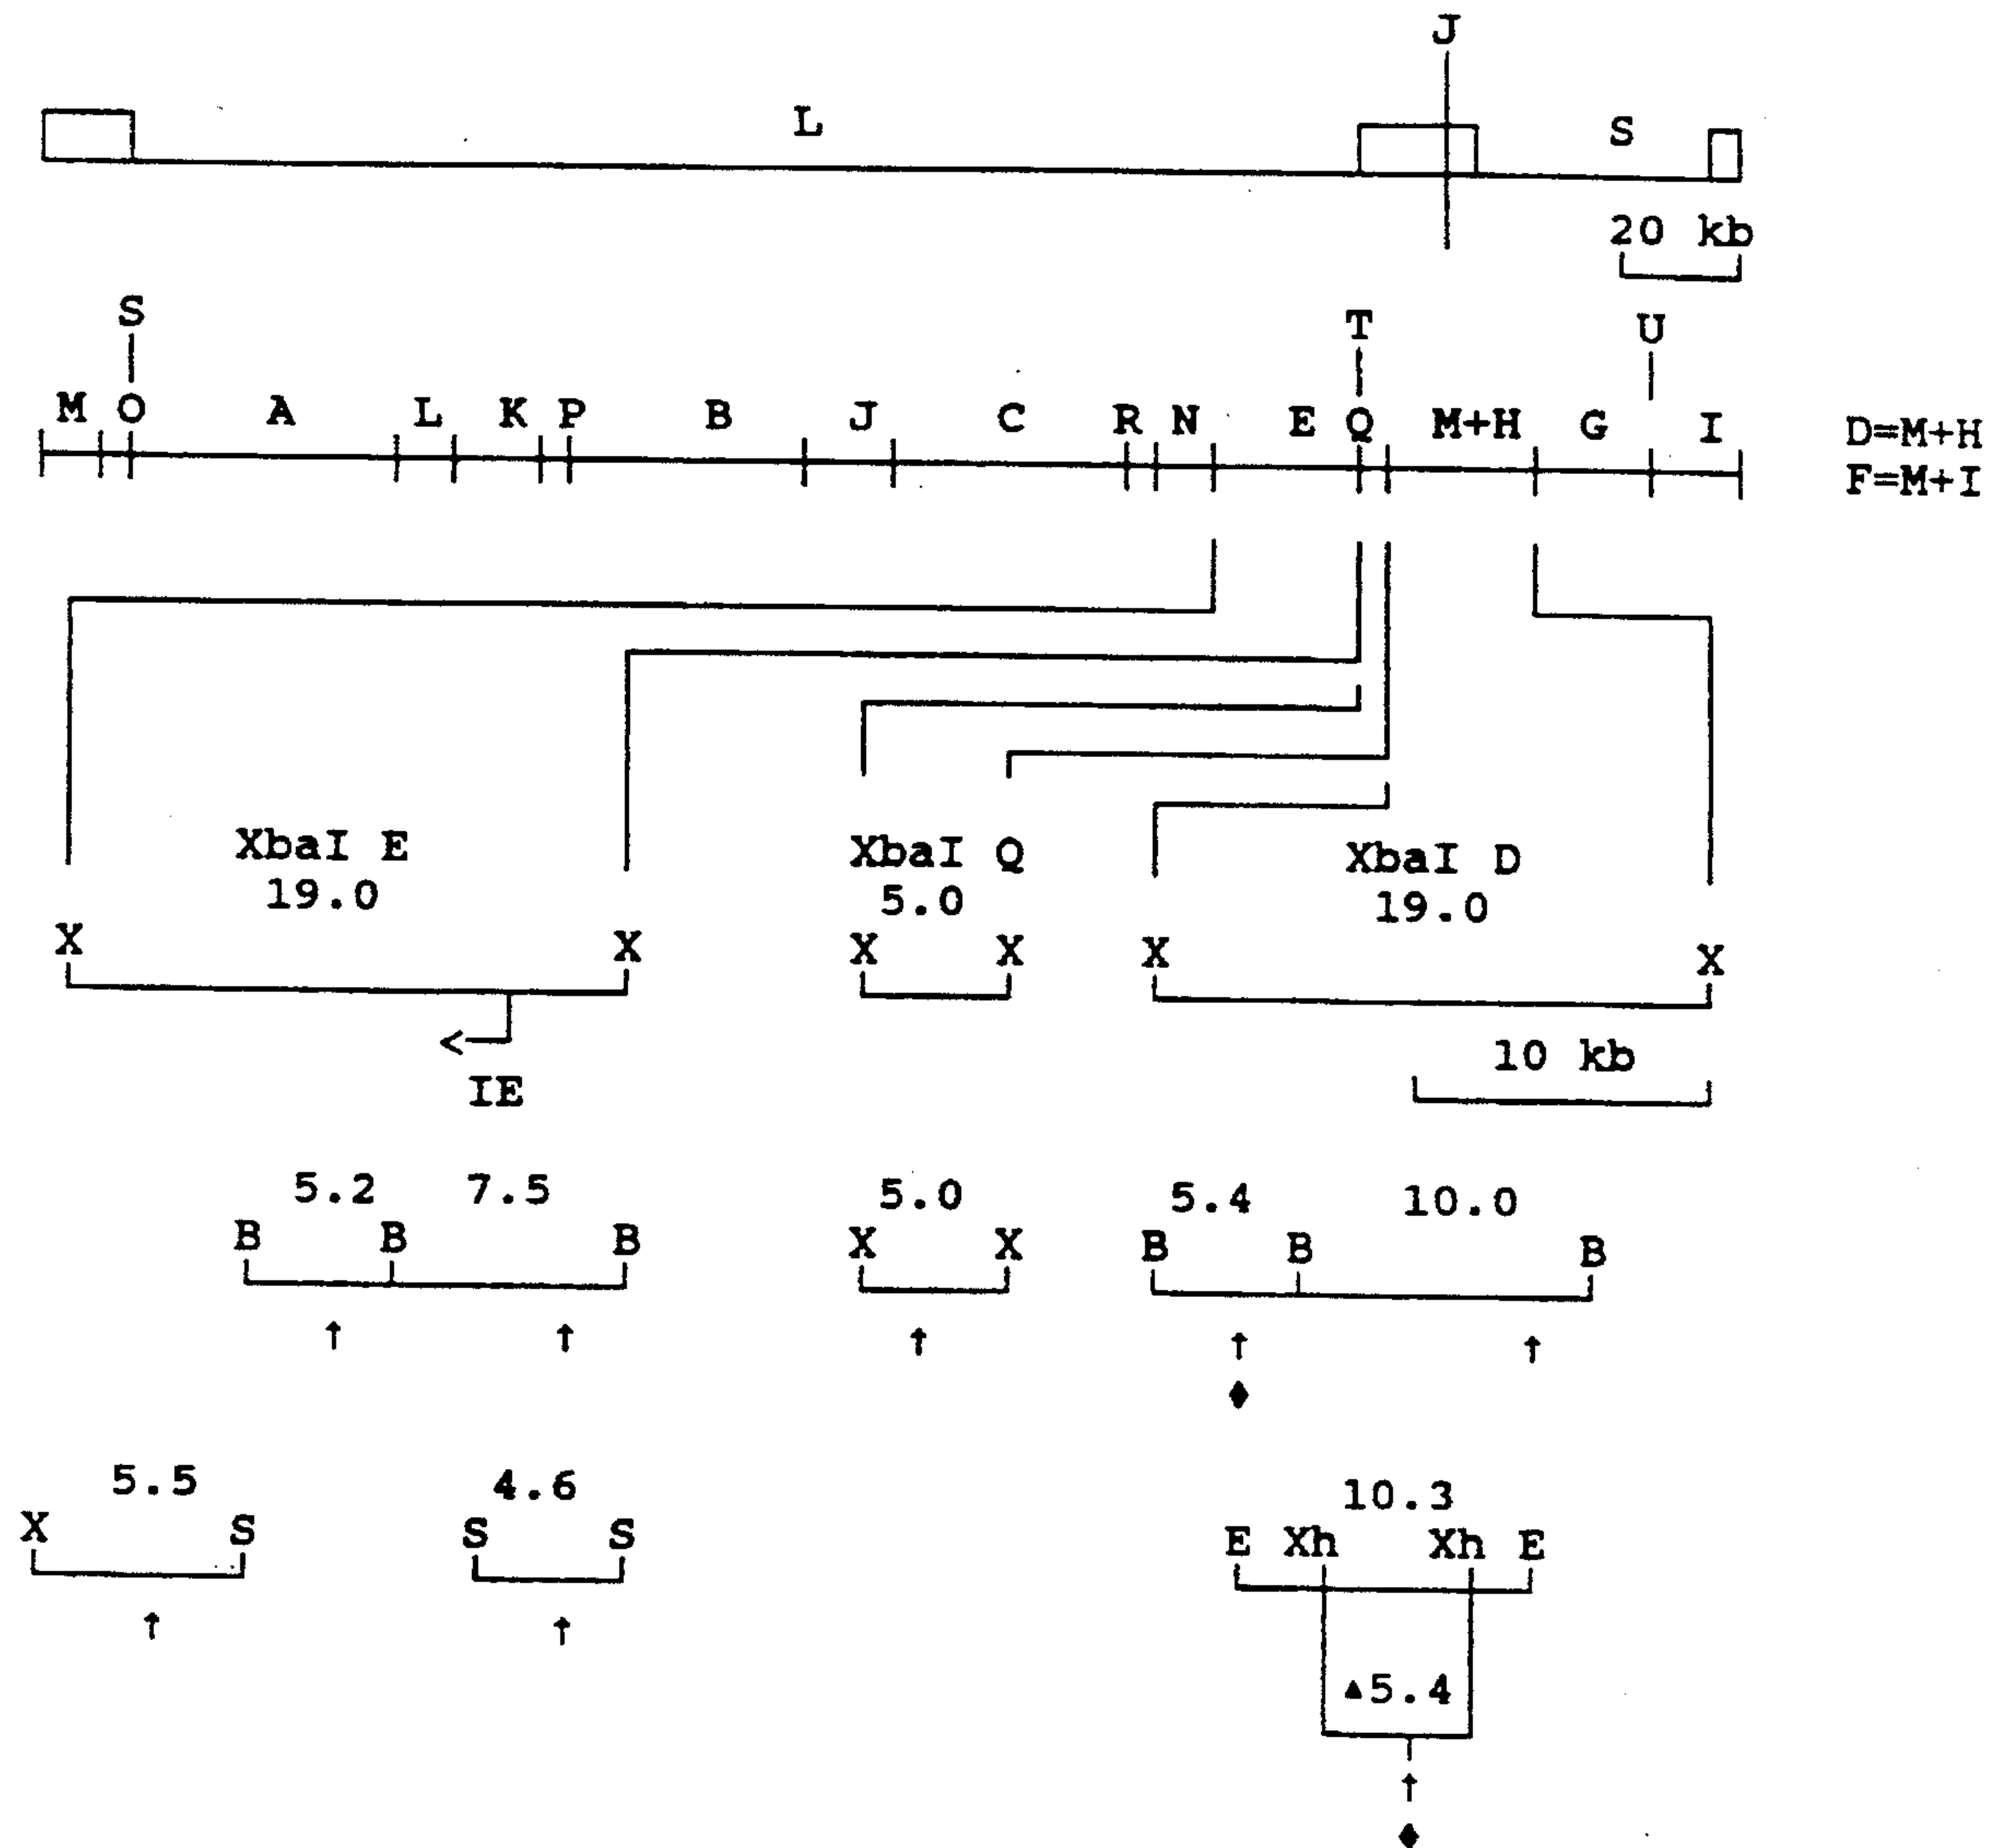 J
L
S
20 kb
S T U
M O A L K P B J C R N E Q M+H G I D=M+H
F=M+I
XbaI E XbaI Q XbaI D
19.0 5.0 19.0
X X X X X X
<
IE
10 kb
5.2 7.5 5.0 5.4 10.0
B B B X X B B B
↑ ↑ ↑ ↑ ↑
♦
5.5 4.6 10.3
X S S S E Xh Xh E
↑ ↑
▲5.4
↑
♦